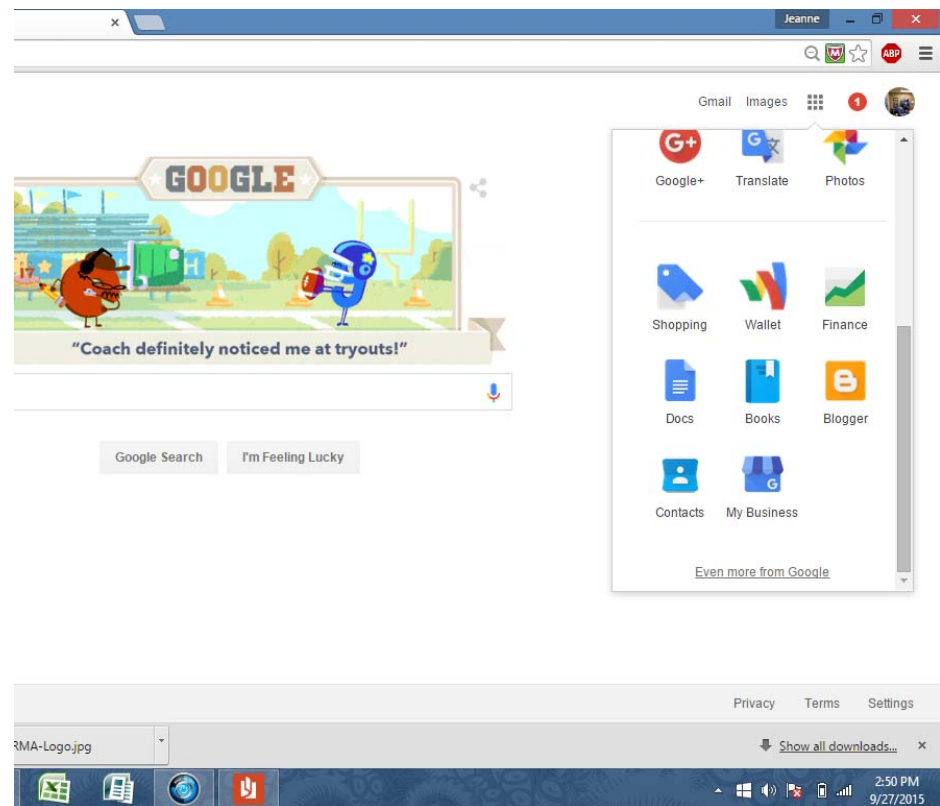 Jeanne
ABP
Gmail Images 1
G+ G
Google+ Translate Photos
GOOGLE
17
"Coach definitely noticed me at tryouts!"
Shopping Wallet Finance
Docs Books Blogger
G
Contacts My Business
Even more from Google
Google Search I'm Feeling Lucky
Privacy Terms Settings
RMA-Logo.jpg
Show all downloads...
2:50 PM
9/27/2015